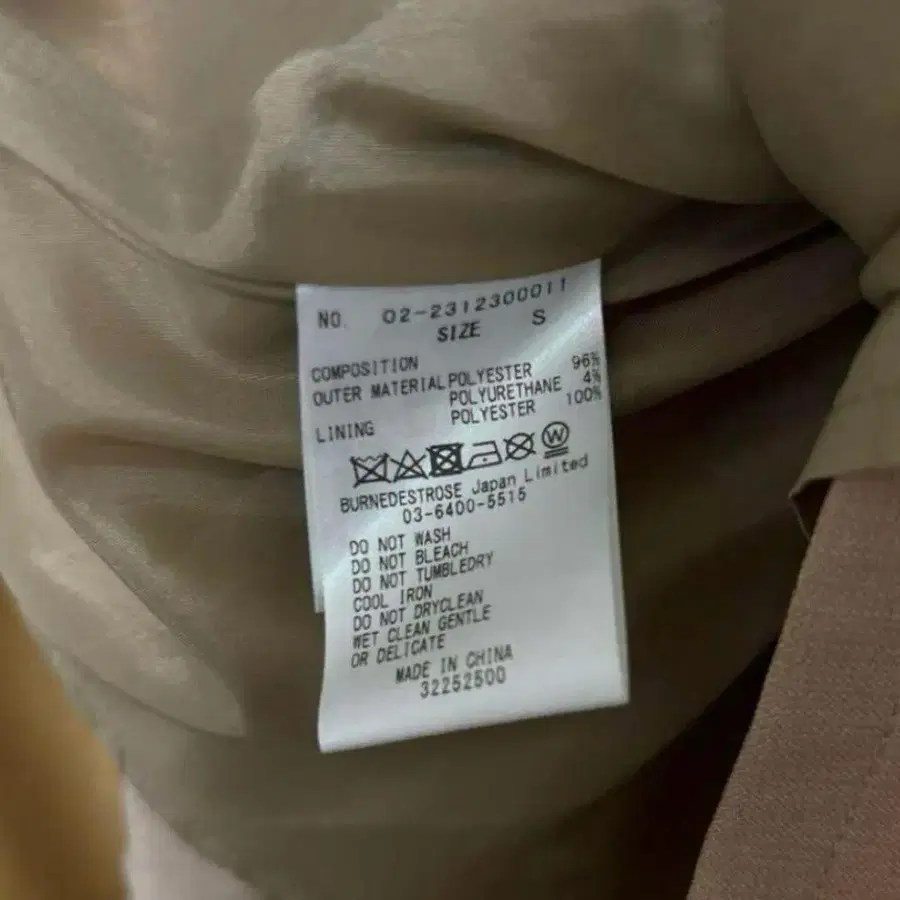 NO. 02-2312300011
SIZE S
COMPOSITION
OUTER MATERIAL POLYESTER 96%
POLYURETHANE 4%
LINING POLYESTER 100%
W
BURNEDESTROSE Japan Limited
03-6400-5515
DO NOT WASH
DO NOT BLEACH
DO NOT TUMBLEDRY
COOL IRON
DO NOT DRYCLEAN
WET CLEAN GENTLE
OR DELICATE
MADE IN CHINA
32252500